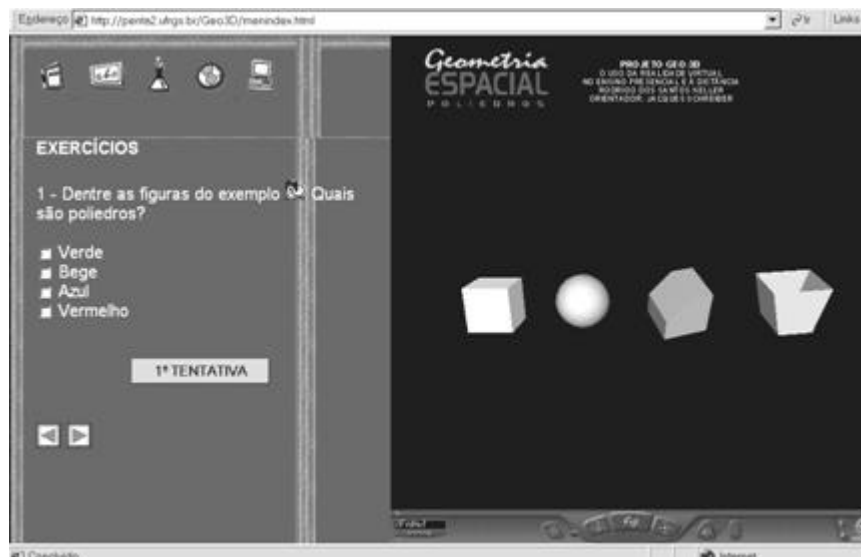 Endereço http://penta2.ufrgs.br/Geo3D/menindex.html
Ir
Links
Geometria
ESPACIAL
POLIEDROS
PROJETO GEO 3D
O USO DA REALIDADE VIRTUAL
NO ENSINO PRESENCIAL E À DISTÂNCIA
RODRIGO DOS SANTOS KELLER
ORIENTADOR: JACQUES SCHREIBER
EXERCÍCIOS
1 - Dentre as figuras do exemplo Quais
são poliedros?
Verde
Bege
Azul
Vermelho
1ª TENTATIVA
Concluído
Internet